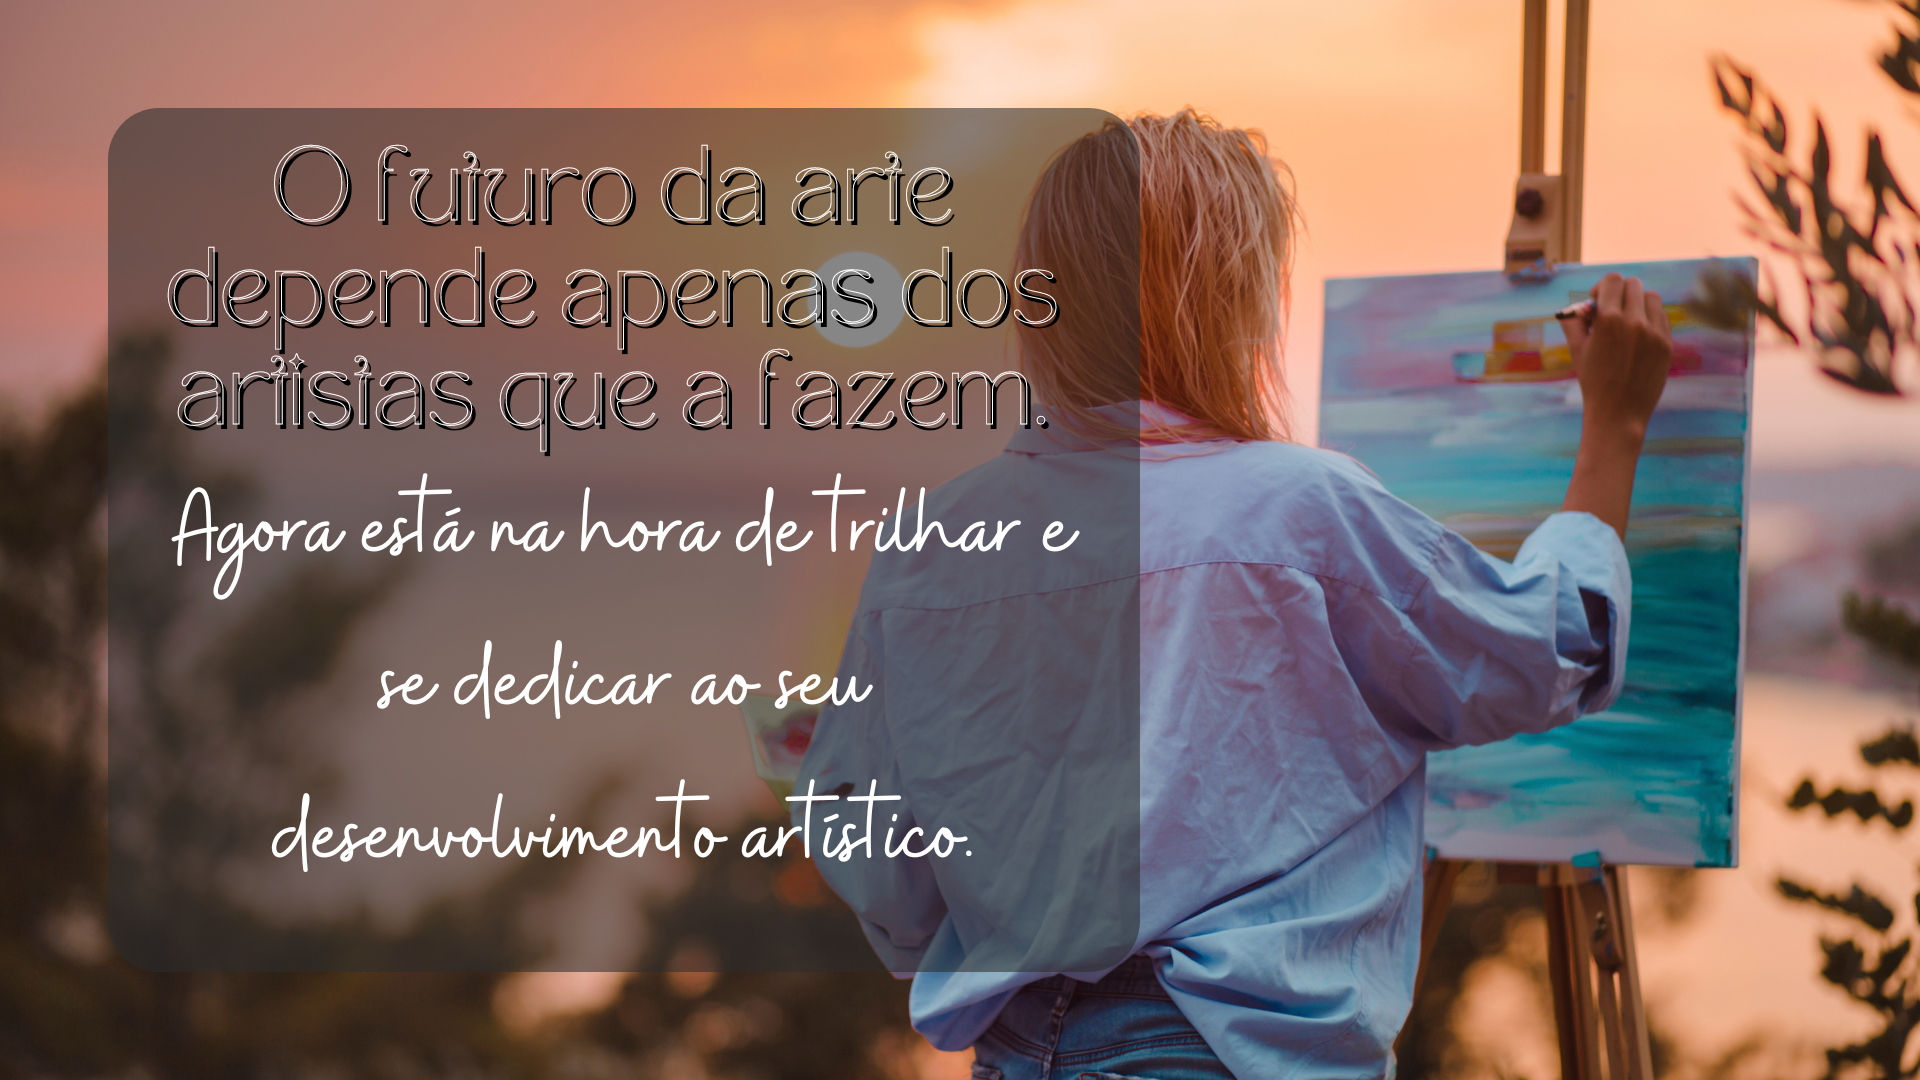 O futuro da arte
depende apenas dos
artistas que a fazem.
Agora está na hora de trilhar e
se dedicar ao seu
desenvolvimento artístico.